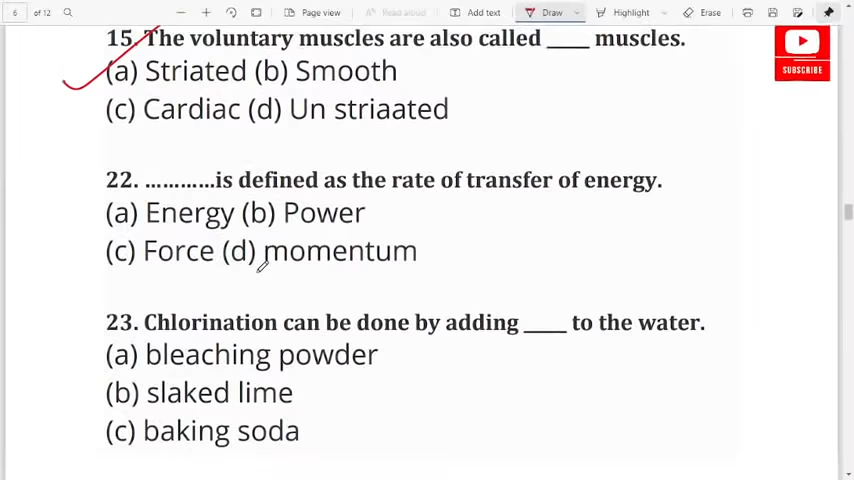 6 of 12 Page view Read aloud Add text Draw Highlight Erase
15. The voluntary muscles are also called ____ muscles.
(a) Striated (b) Smooth
(c) Cardiac (d) Un striaated
SUBSCRIBE
22. ............is defined as the rate of transfer of energy.
(a) Energy (b) Power
(c) Force (d) momentum
23. Chlorination can be done by adding ____ to the water.
(a) bleaching powder
(b) slaked lime
(c) baking soda